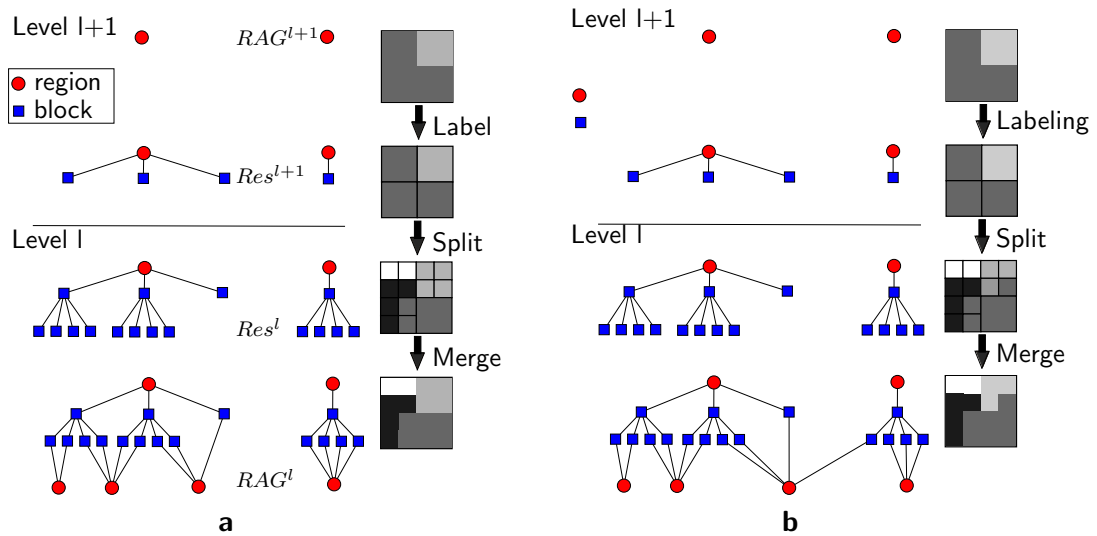 Level l+1
RAG^{l+1}
region
block
Label
Res^{l+1}
Level l
Split
Res^{l}
Merge
RAG^{l}
a
Level l+1
Labeling
Level l
Split
Merge
b